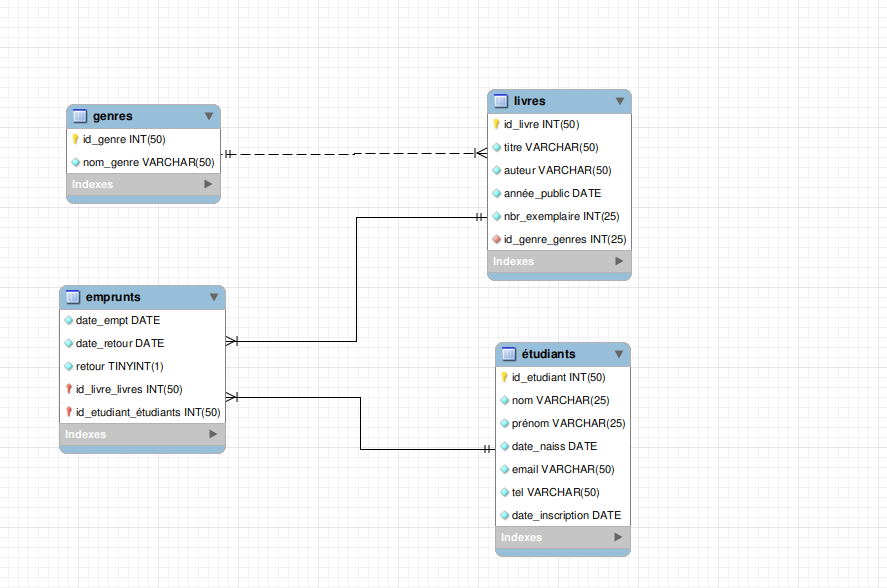 genres
id_genre INT(50)
nom_genre VARCHAR(50)
Indexes
livres
id_livre INT(50)
titre VARCHAR(50)
auteur VARCHAR(50)
année_public DATE
nbr_exemplaire INT(25)
id_genre_genres INT(25)
Indexes
emprunts
date_empt DATE
date_retour DATE
retour TINYINT(1)
id_livre_livres INT(50)
id_etudiant_étudiants INT(50)
Indexes
étudiants
id_etudiant INT(50)
nom VARCHAR(25)
prénom VARCHAR(25)
date_naiss DATE
email VARCHAR(50)
tel VARCHAR(50)
date_inscription DATE
Indexes